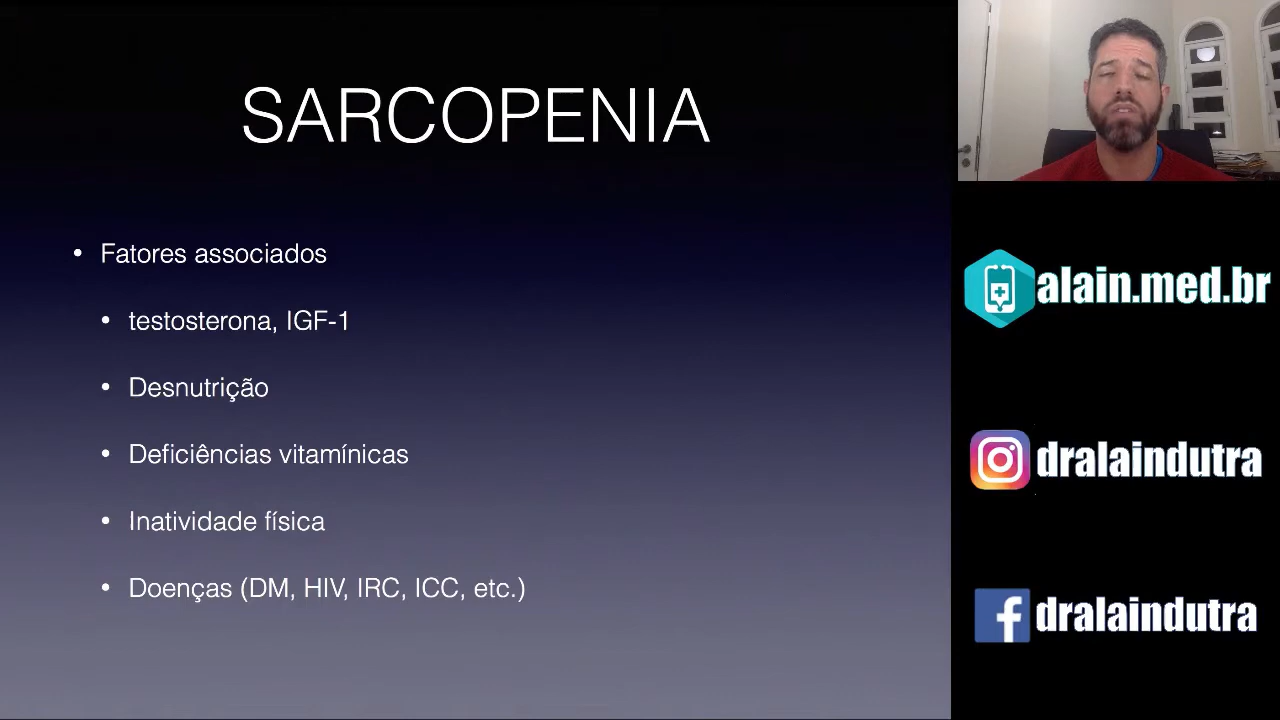 SARCOPENIA
• Fatores associados
• testosterona, IGF-1
• Desnutrição
• Deficiências vitamínicas
• Inatividade física
• Doenças (DM, HIV, IRC, ICC, etc.)
alain.med.br
dralaindutra
dralaindutra